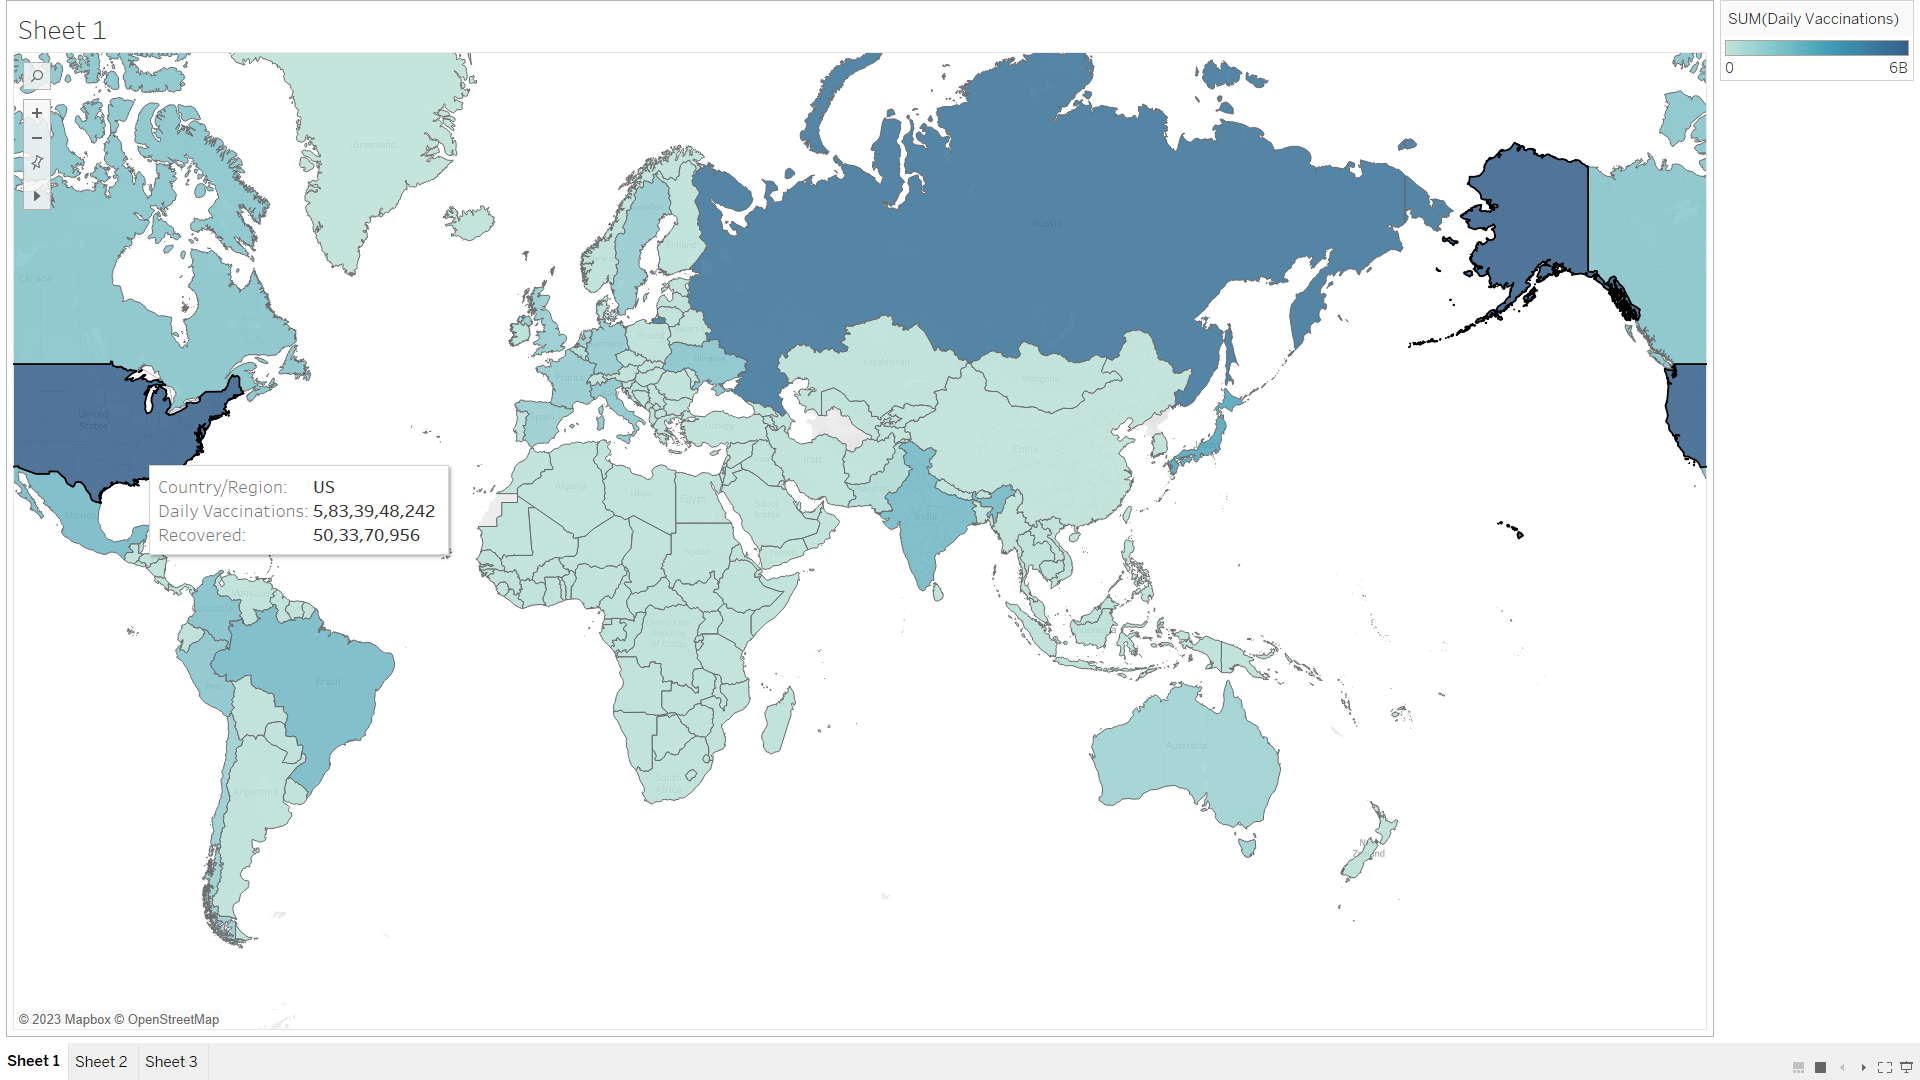 Sheet 1
SUM(Daily Vaccinations)
0 6B
Greenland
Sweden
Finland
Russia
Canada
Poland
Ukraine
France
Kazakhstan
Mongolia
United
States
Spain
Turkey
China
Iran
Country/Region: US
Daily Vaccinations: 5,83,39,48,242
Recovered: 50,33,70,956
Algeria
Libya
Egypt
Saudi
Arabia
Mexico
India
Sudan
Yemen
Democratic
Republic
of Congo
Peru
Brazil
Australia
South
Africa
Argentina
© 2023 Mapbox © OpenStreetMap
Sheet 1 Sheet 2 Sheet 3